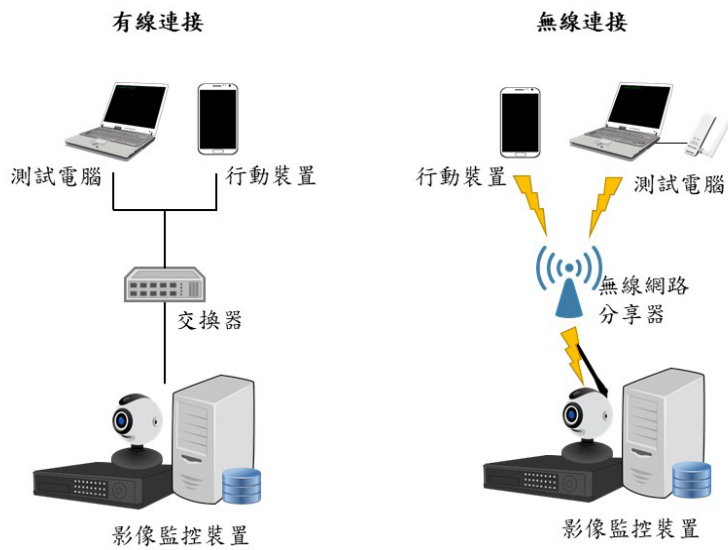 有線連接
測試電腦
行動裝置
交換器
影像監控裝置
無線連接
行動裝置
測試電腦
無線網路
分享器
影像監控裝置